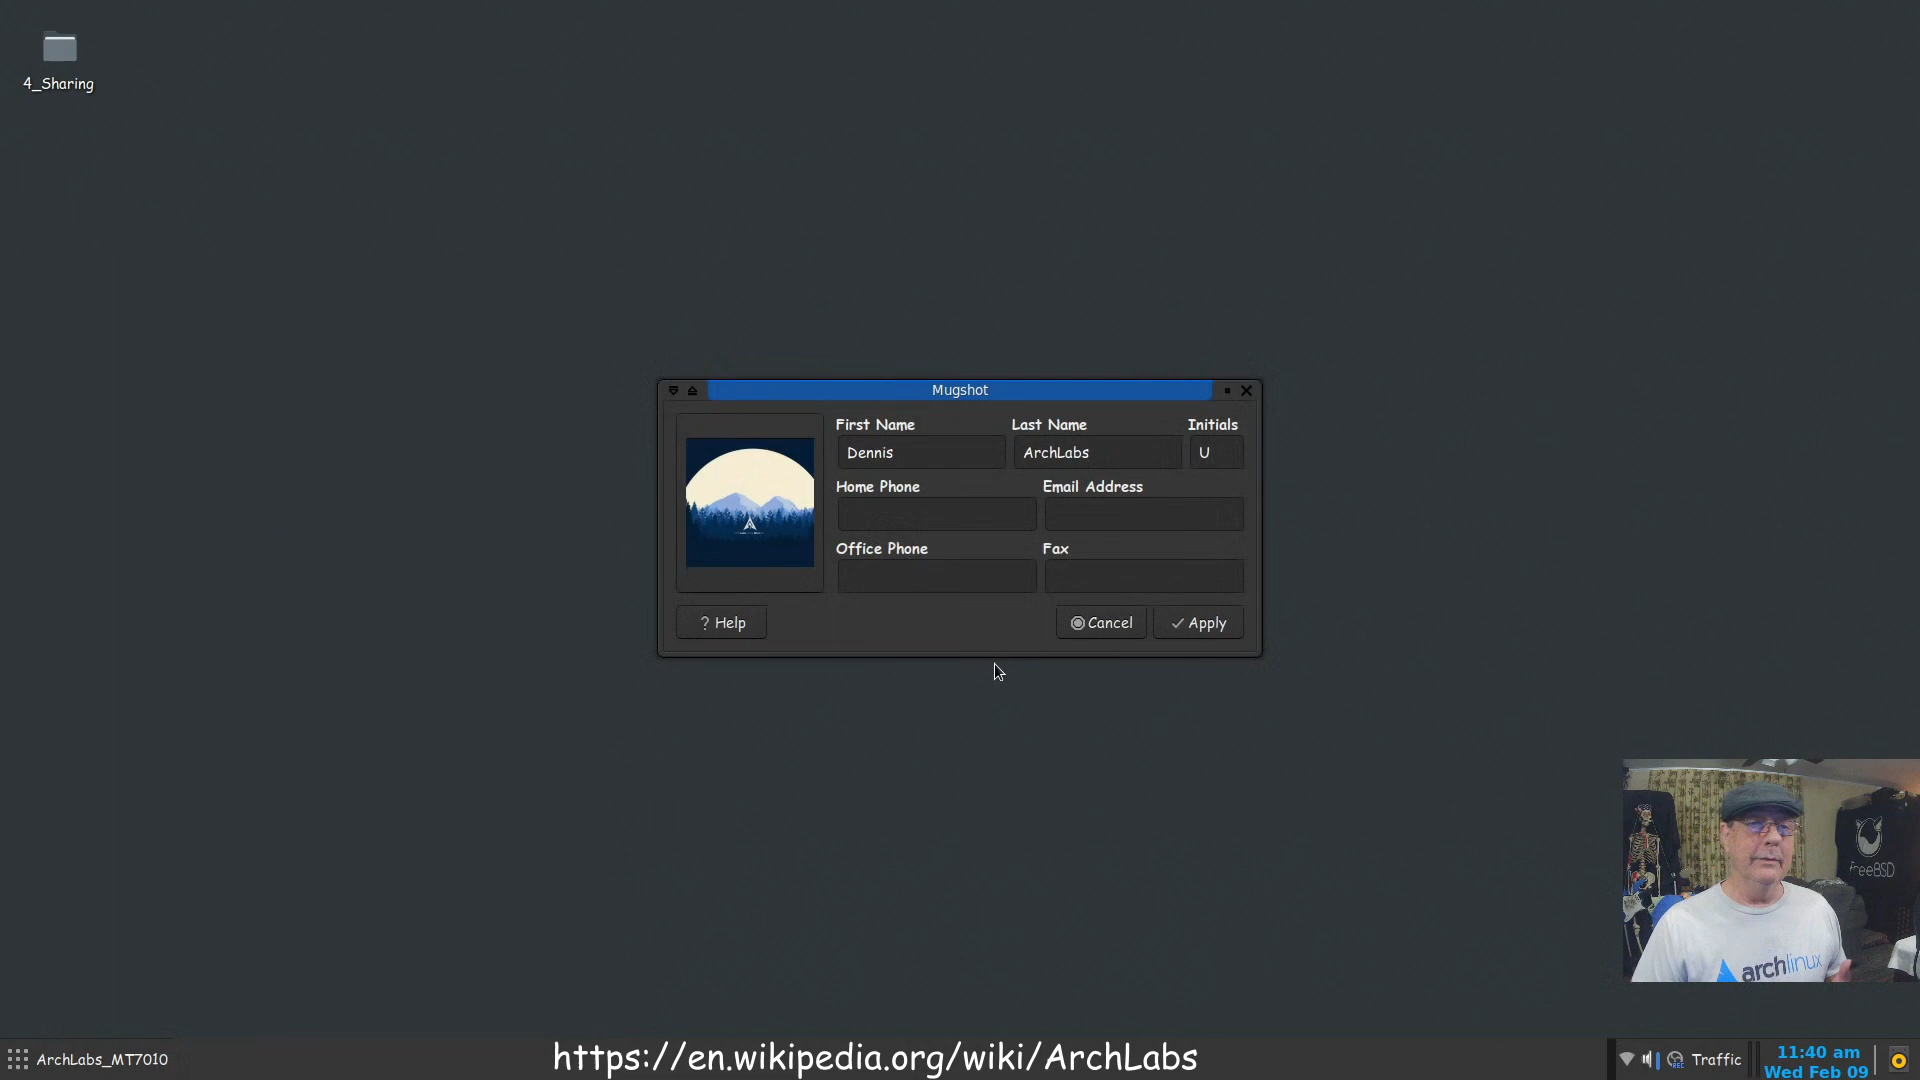 4_Sharing
Mugshot
First Name
Last Name
Initials
Dennis
ArchLabs
U
Home Phone
Email Address
Office Phone
Fax
? Help
Cancel
Apply
FreeBSD
archlinux
ArchLabs_MT7010
https://en.wikipedia.org/wiki/ArchLabs
REC
Traffic
11:40 am
Wed Feb 09